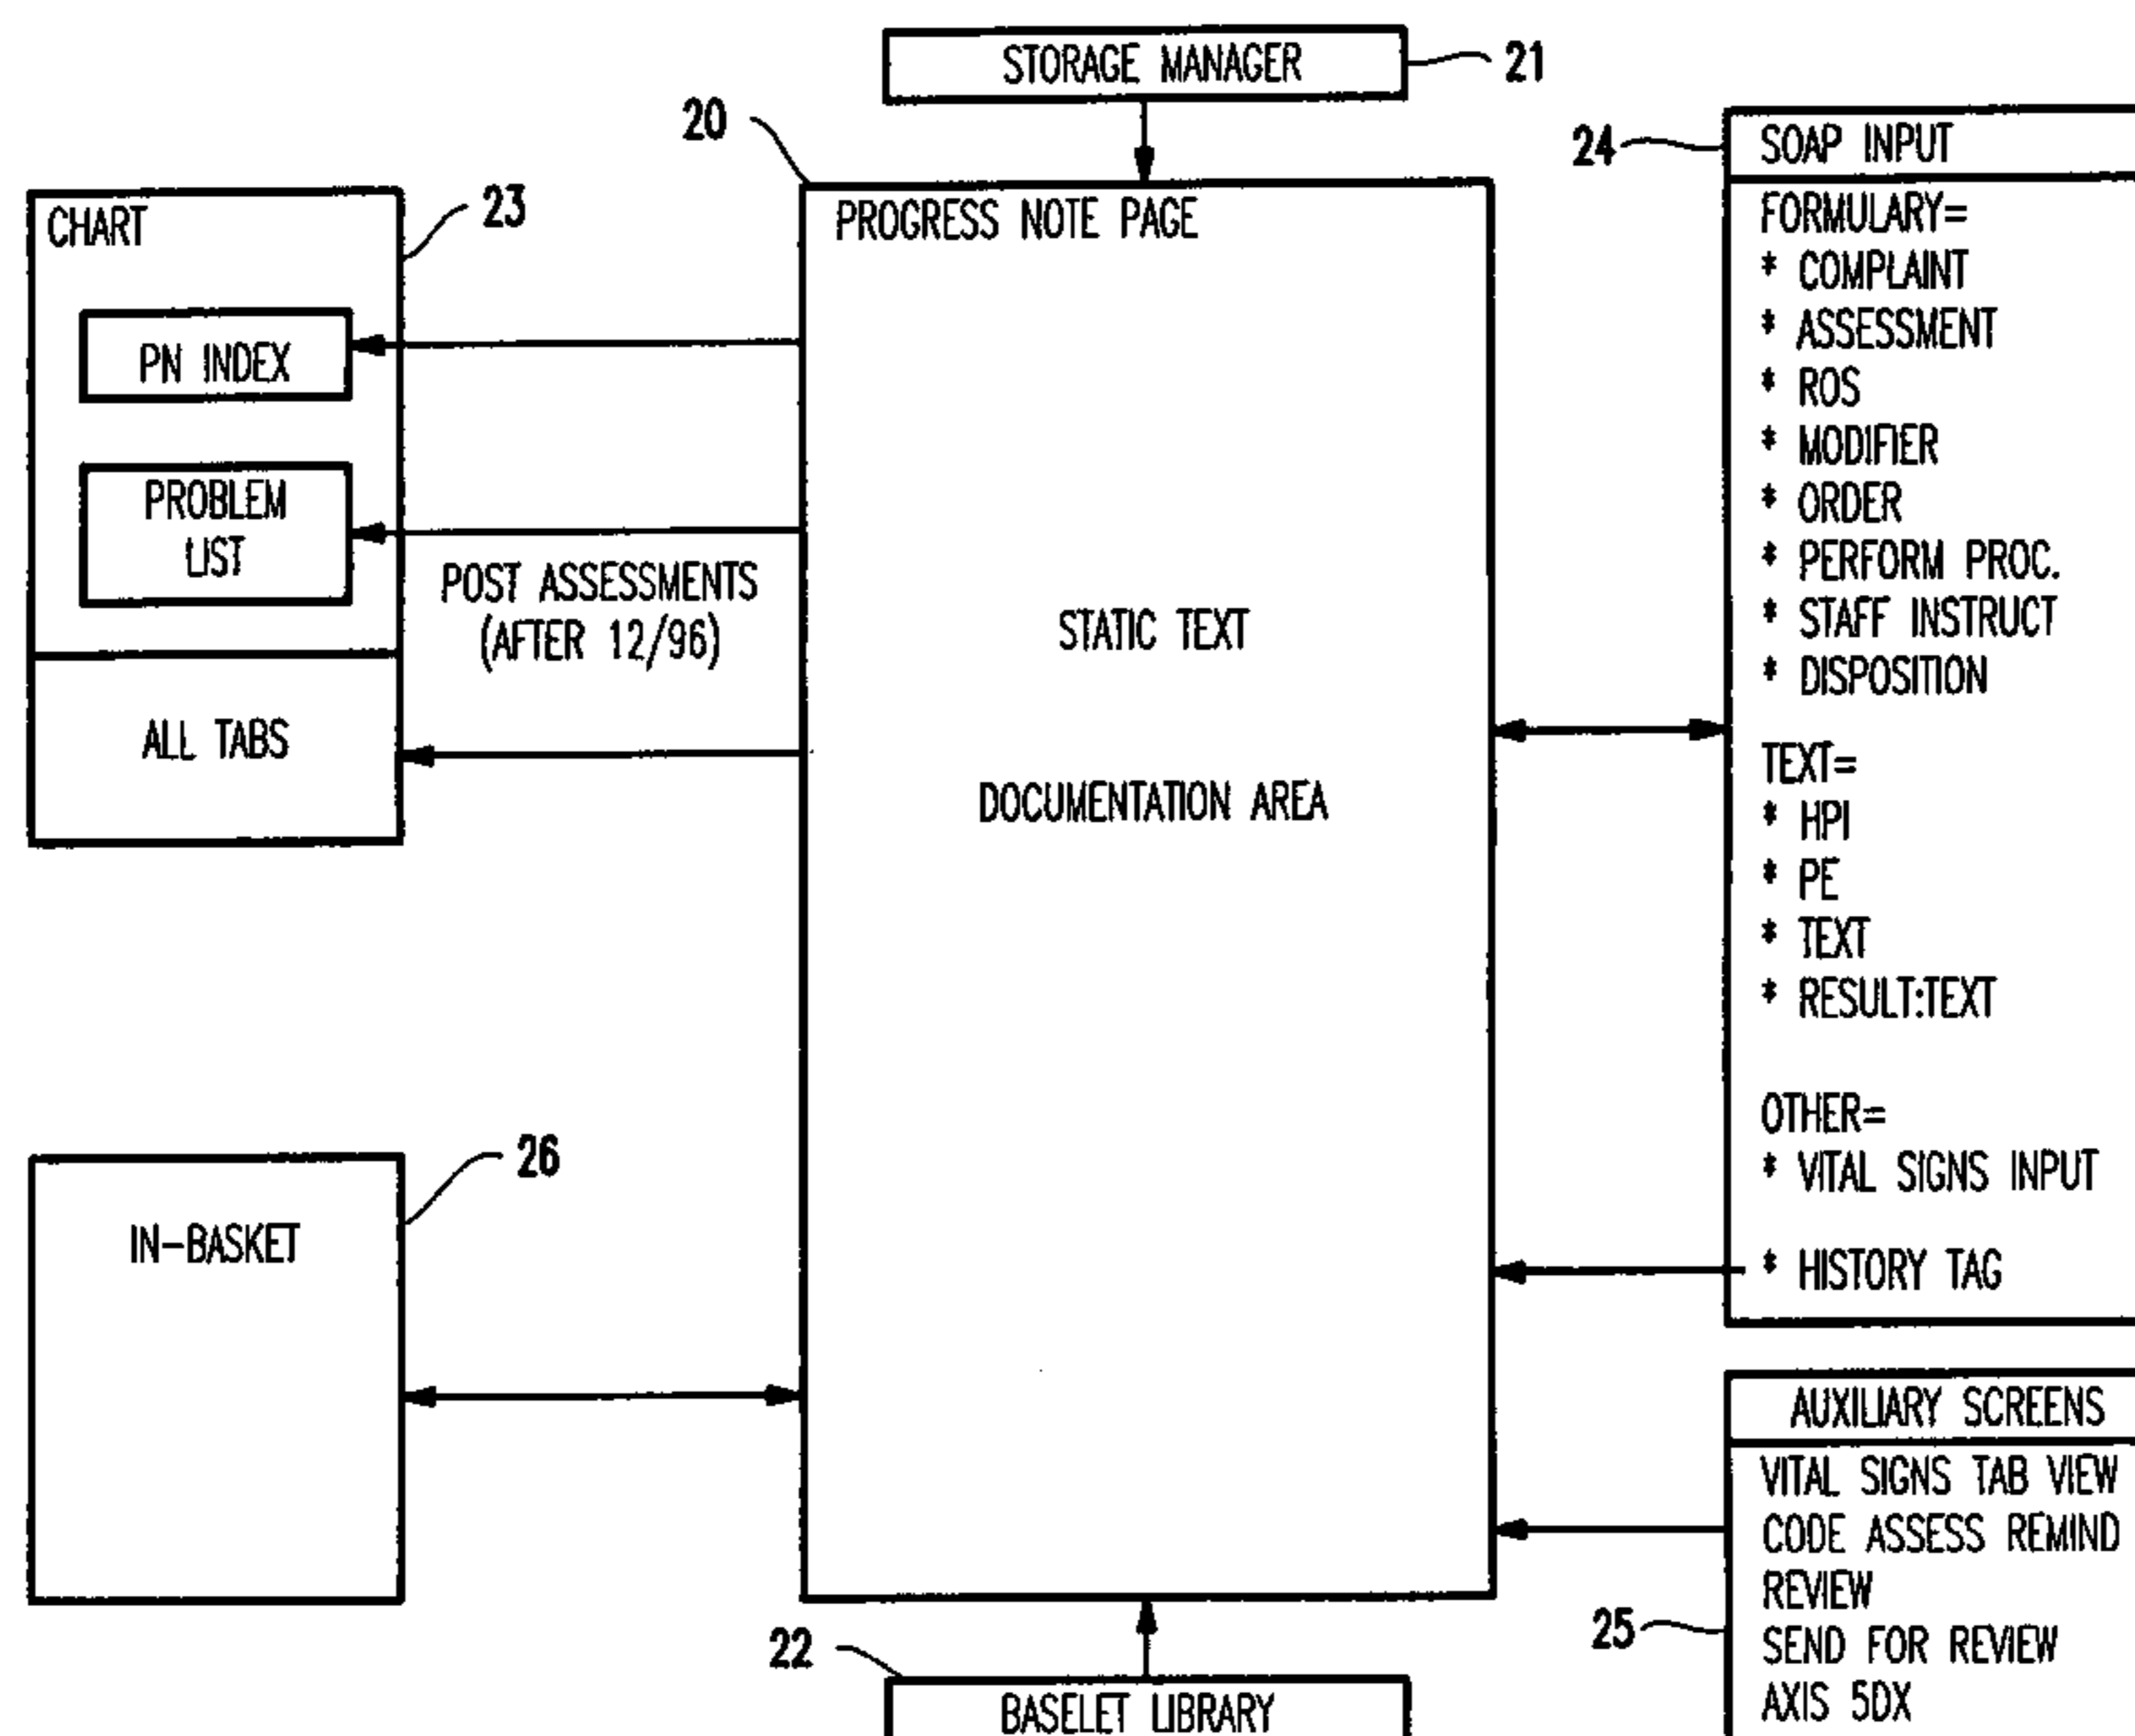 STORAGE MANAGER
21
20
24
SOAP INPUT
CHART
23
PROGRESS NOTE PAGE
FORMULARY=
* COMPLAINT
* ASSESSMENT
* ROS
* MODIFIER
* ORDER
* PERFORM PROC.
* STAFF INSTRUCT
* DISPOSITION
PN INDEX
PROBLEM
LIST
POST ASSESSMENTS
(AFTER 12/96)
STATIC TEXT
ALL TABS
DOCUMENTATION AREA
TEXT=
* HPI
* PE
* TEXT
* RESULT:TEXT
OTHER=
* VITAL SIGNS INPUT
* HISTORY TAG
26
IN-BASKET
AUXILIARY SCREENS
VITAL SIGNS TAB VIEW
CODE ASSESS REMIND
REVIEW
25
SEND FOR REVIEW
AXIS 5DX
22
BASELET LIBRARY